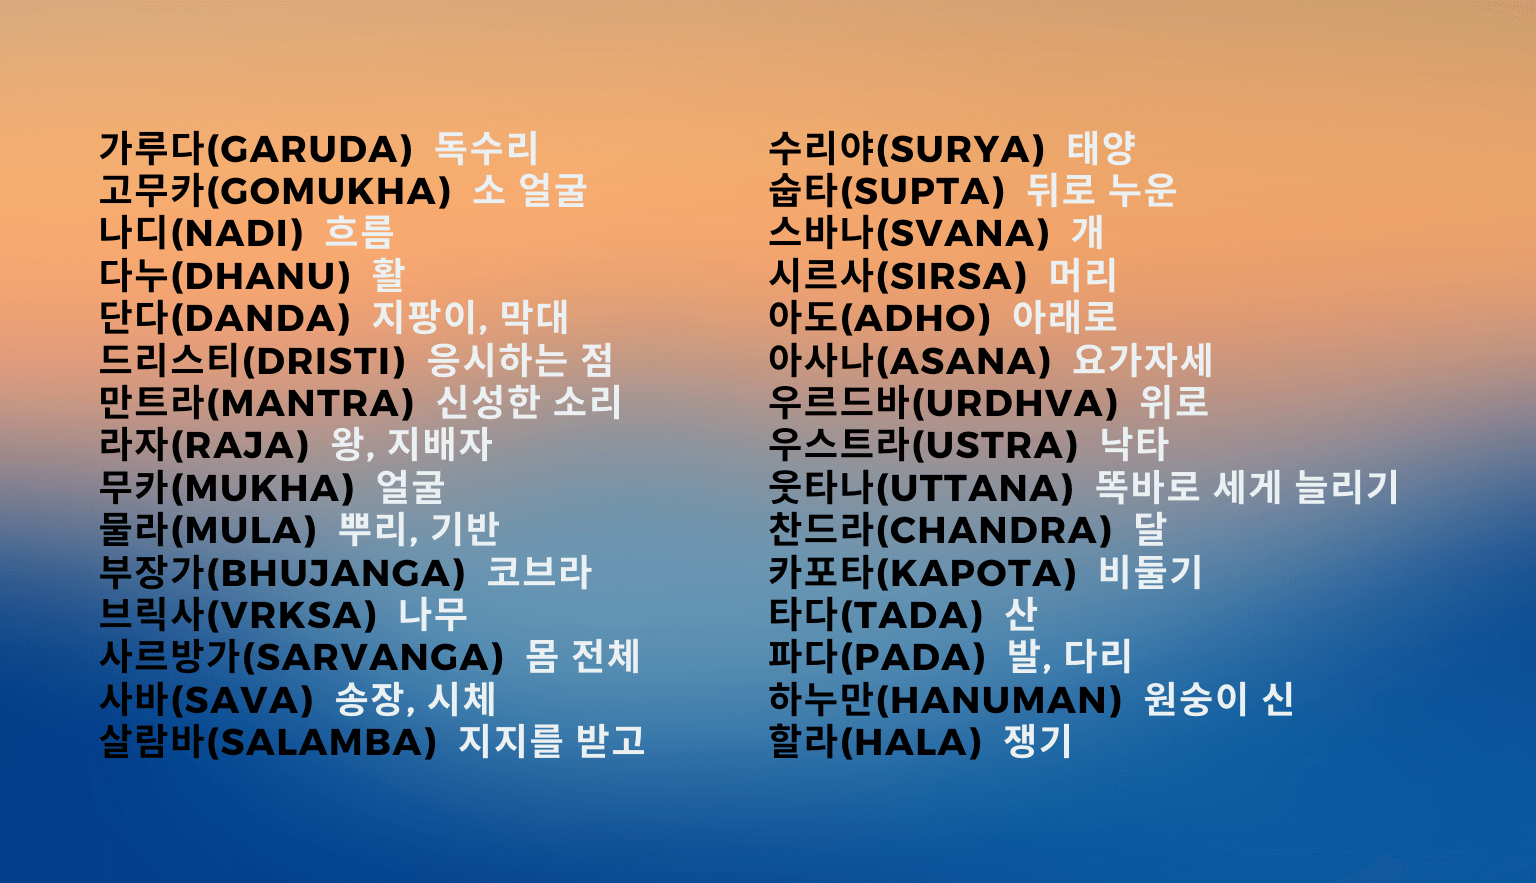 가루다(GARUDA) 독수리
고무카(GOMUKHA) 소 얼굴
나디(NADI) 흐름
다누(DHANU) 활
단다(DANDA) 지팡이, 막대
드리스티(DRISTI) 응시하는 점
만트라(MANTRA) 신성한 소리
라자(RAJA) 왕, 지배자
무카(MUKHA) 얼굴
물라(MULA) 뿌리, 기반
부장가(BHUJANGA) 코브라
브릭사(VRKSA) 나무
사르방가(SARVANGA) 몸 전체
사바(SAVA) 송장, 시체
살람바(SALAMBA) 지지를 받고
수리야(SURYA) 태양
숩타(SUPTA) 뒤로 누운
스바나(SVANA) 개
시르사(SIRSA) 머리
아도(ADHO) 아래로
아사나(ASANA) 요가자세
우르드바(URDHVA) 위로
우스트라(USTRA) 낙타
웃타나(UTTANA) 똑바로 세게 늘리기
찬드라(CHANDRA) 달
카포타(KAPOTA) 비둘기
타다(TADA) 산
파다(PADA) 발, 다리
하누만(HANUMAN) 원숭이 신
할라(HALA) 쟁기